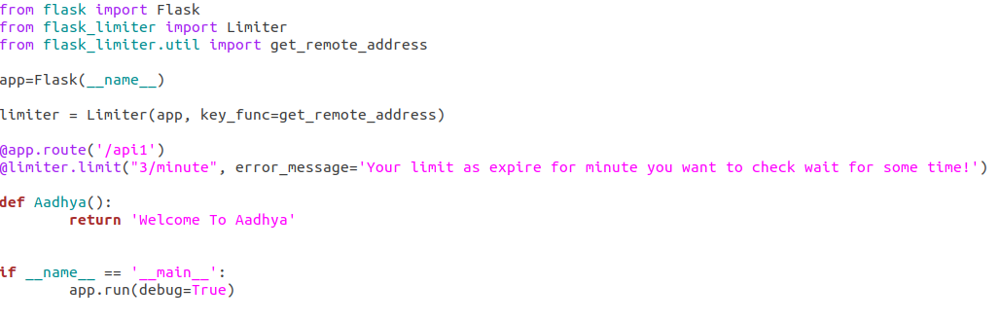 from flask import Flask
from flask_limiter import Limiter
from flask_limiter.util import get_remote_address
app=Flask(__name__)
limiter = Limiter(app, key_func=get_remote_address)
@app.route('/api1')
@limiter.limit("3/minute", error_message='Your limit as expire for minute you want to check wait for some time!')
def Aadhya():
        return 'Welcome To Aadhya'
if __name__ == '__main__':
        app.run(debug=True)